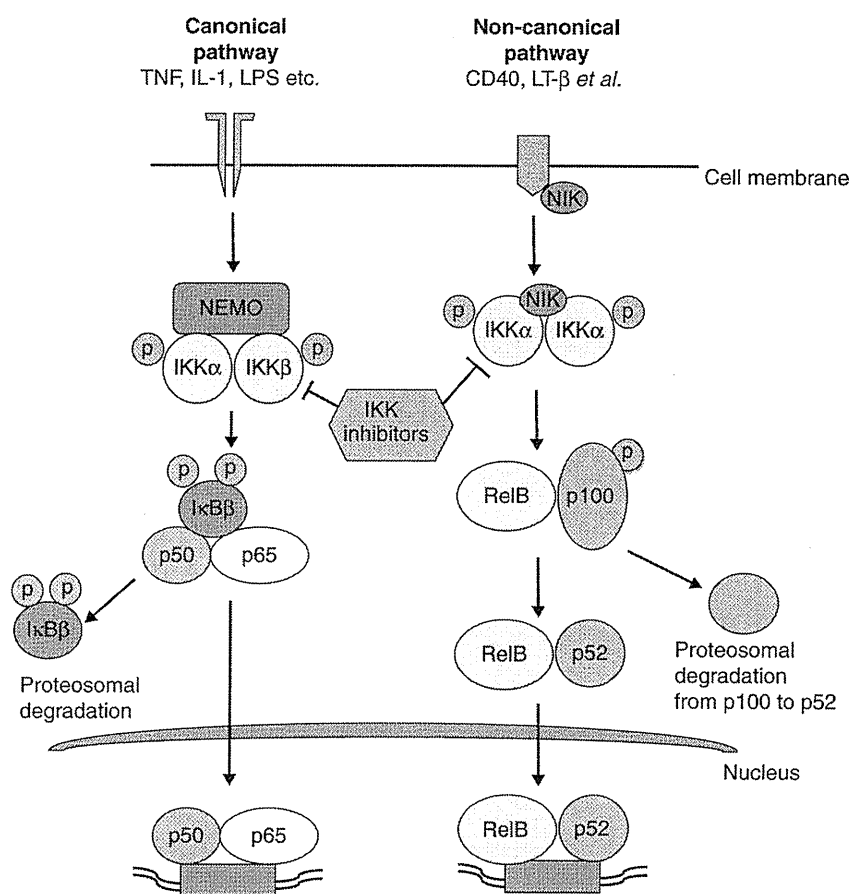 Canonical
pathway
TNF, IL-1, LPS etc.
Non-canonical
pathway
CD40, LT-β et al.
Cell membrane
NIK
NEMO
p
IKKα
IKKβ
p
NIK
p
IKKα
IKKα
p
IKK
inhibitors
p
p
IκBβ
p50
p65
RelB
p100
p
p
p
IκBβ
Proteosomal
degradation
RelB
p52
Proteosomal
degradation
from p100 to p52
Nucleus
p50
p65
RelB
p52